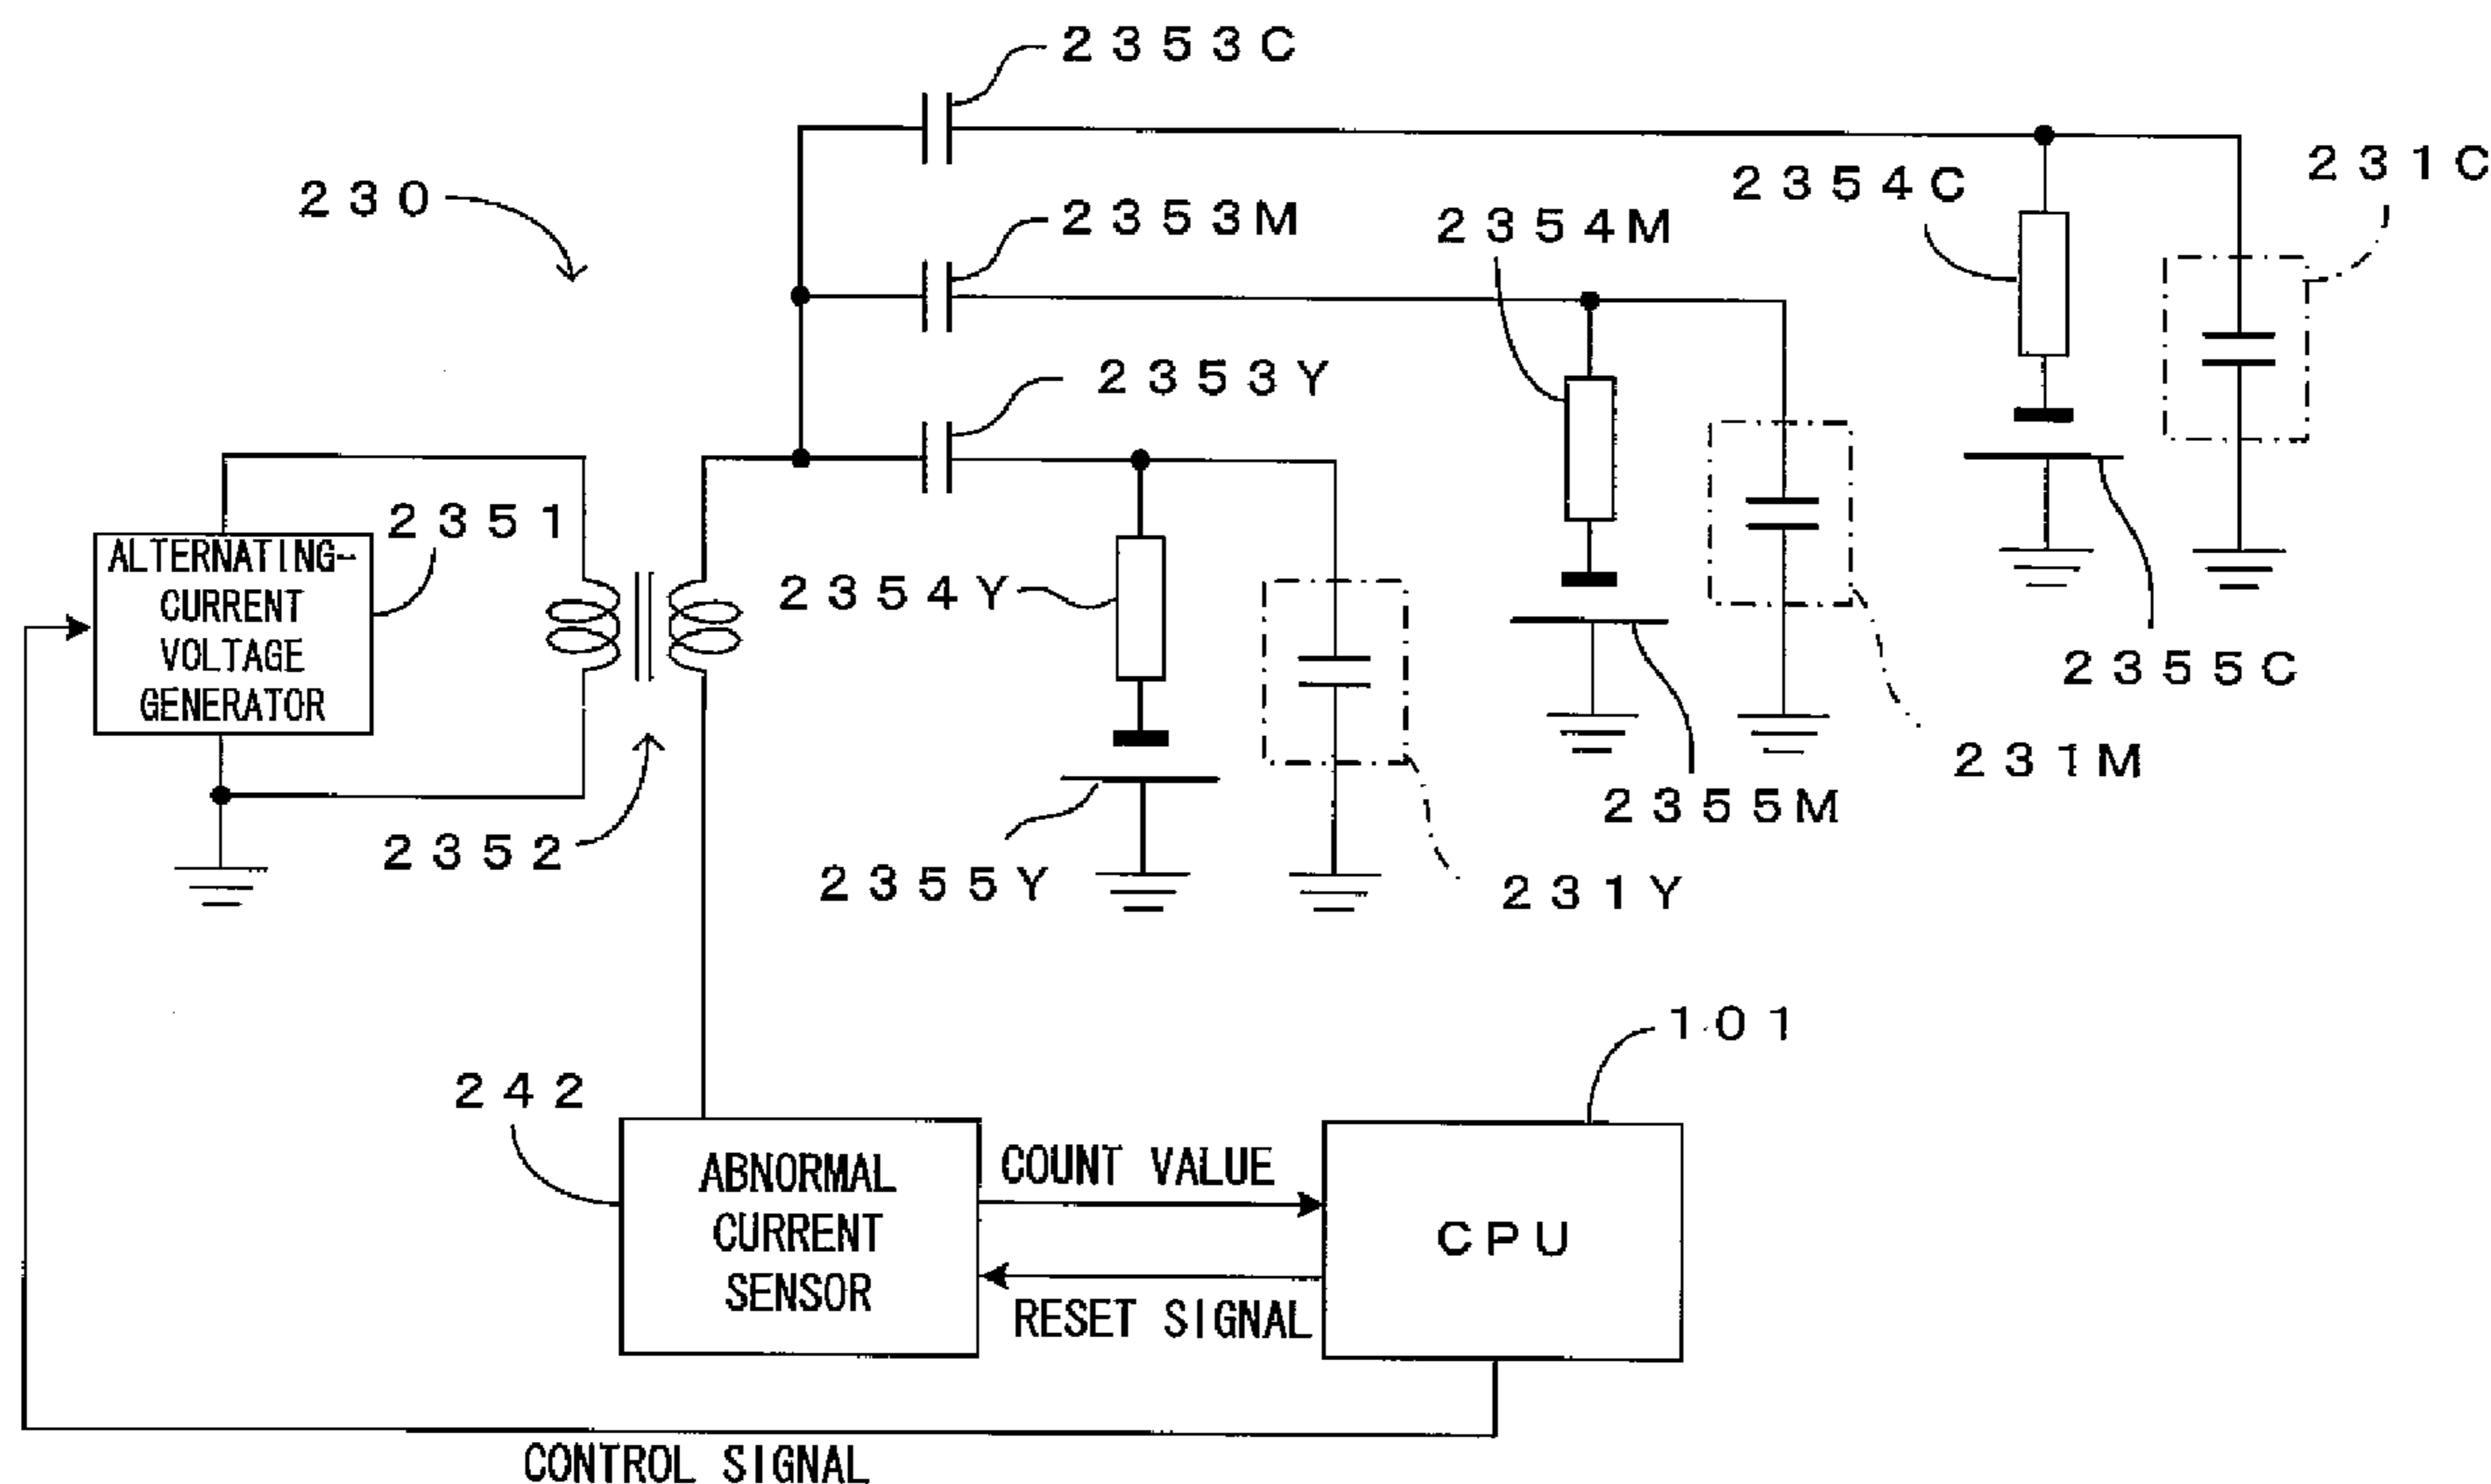 2353C
231C
2354C
230
2353M
2354M
2353Y
2351
ALTERNATING-
CURRENT
VOLTAGE
GENERATOR
2354Y
2355C
231M
2355M
2352
2355Y
231Y
101
242
ABNORMAL
CURRENT
SENSOR
COUNT VALUE
CPU
RESET SIGNAL
CONTROL SIGNAL